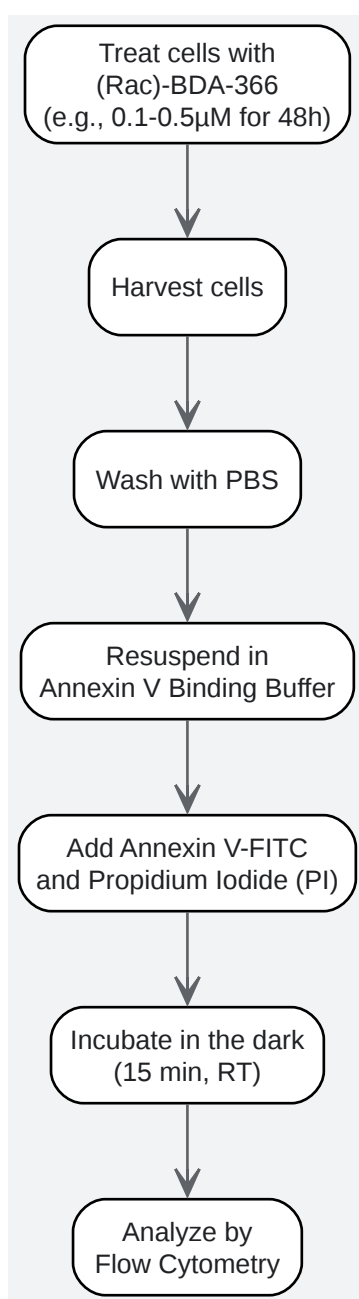 Treat cells with
(Rac)-BDA-366
(e.g., 0.1-0.5µM for 48h)
Harvest cells
Wash with PBS
Resuspend in
Annexin V Binding Buffer
Add Annexin V-FITC
and Propidium Iodide (PI)
Incubate in the dark
(15 min, RT)
Analyze by
Flow Cytometry